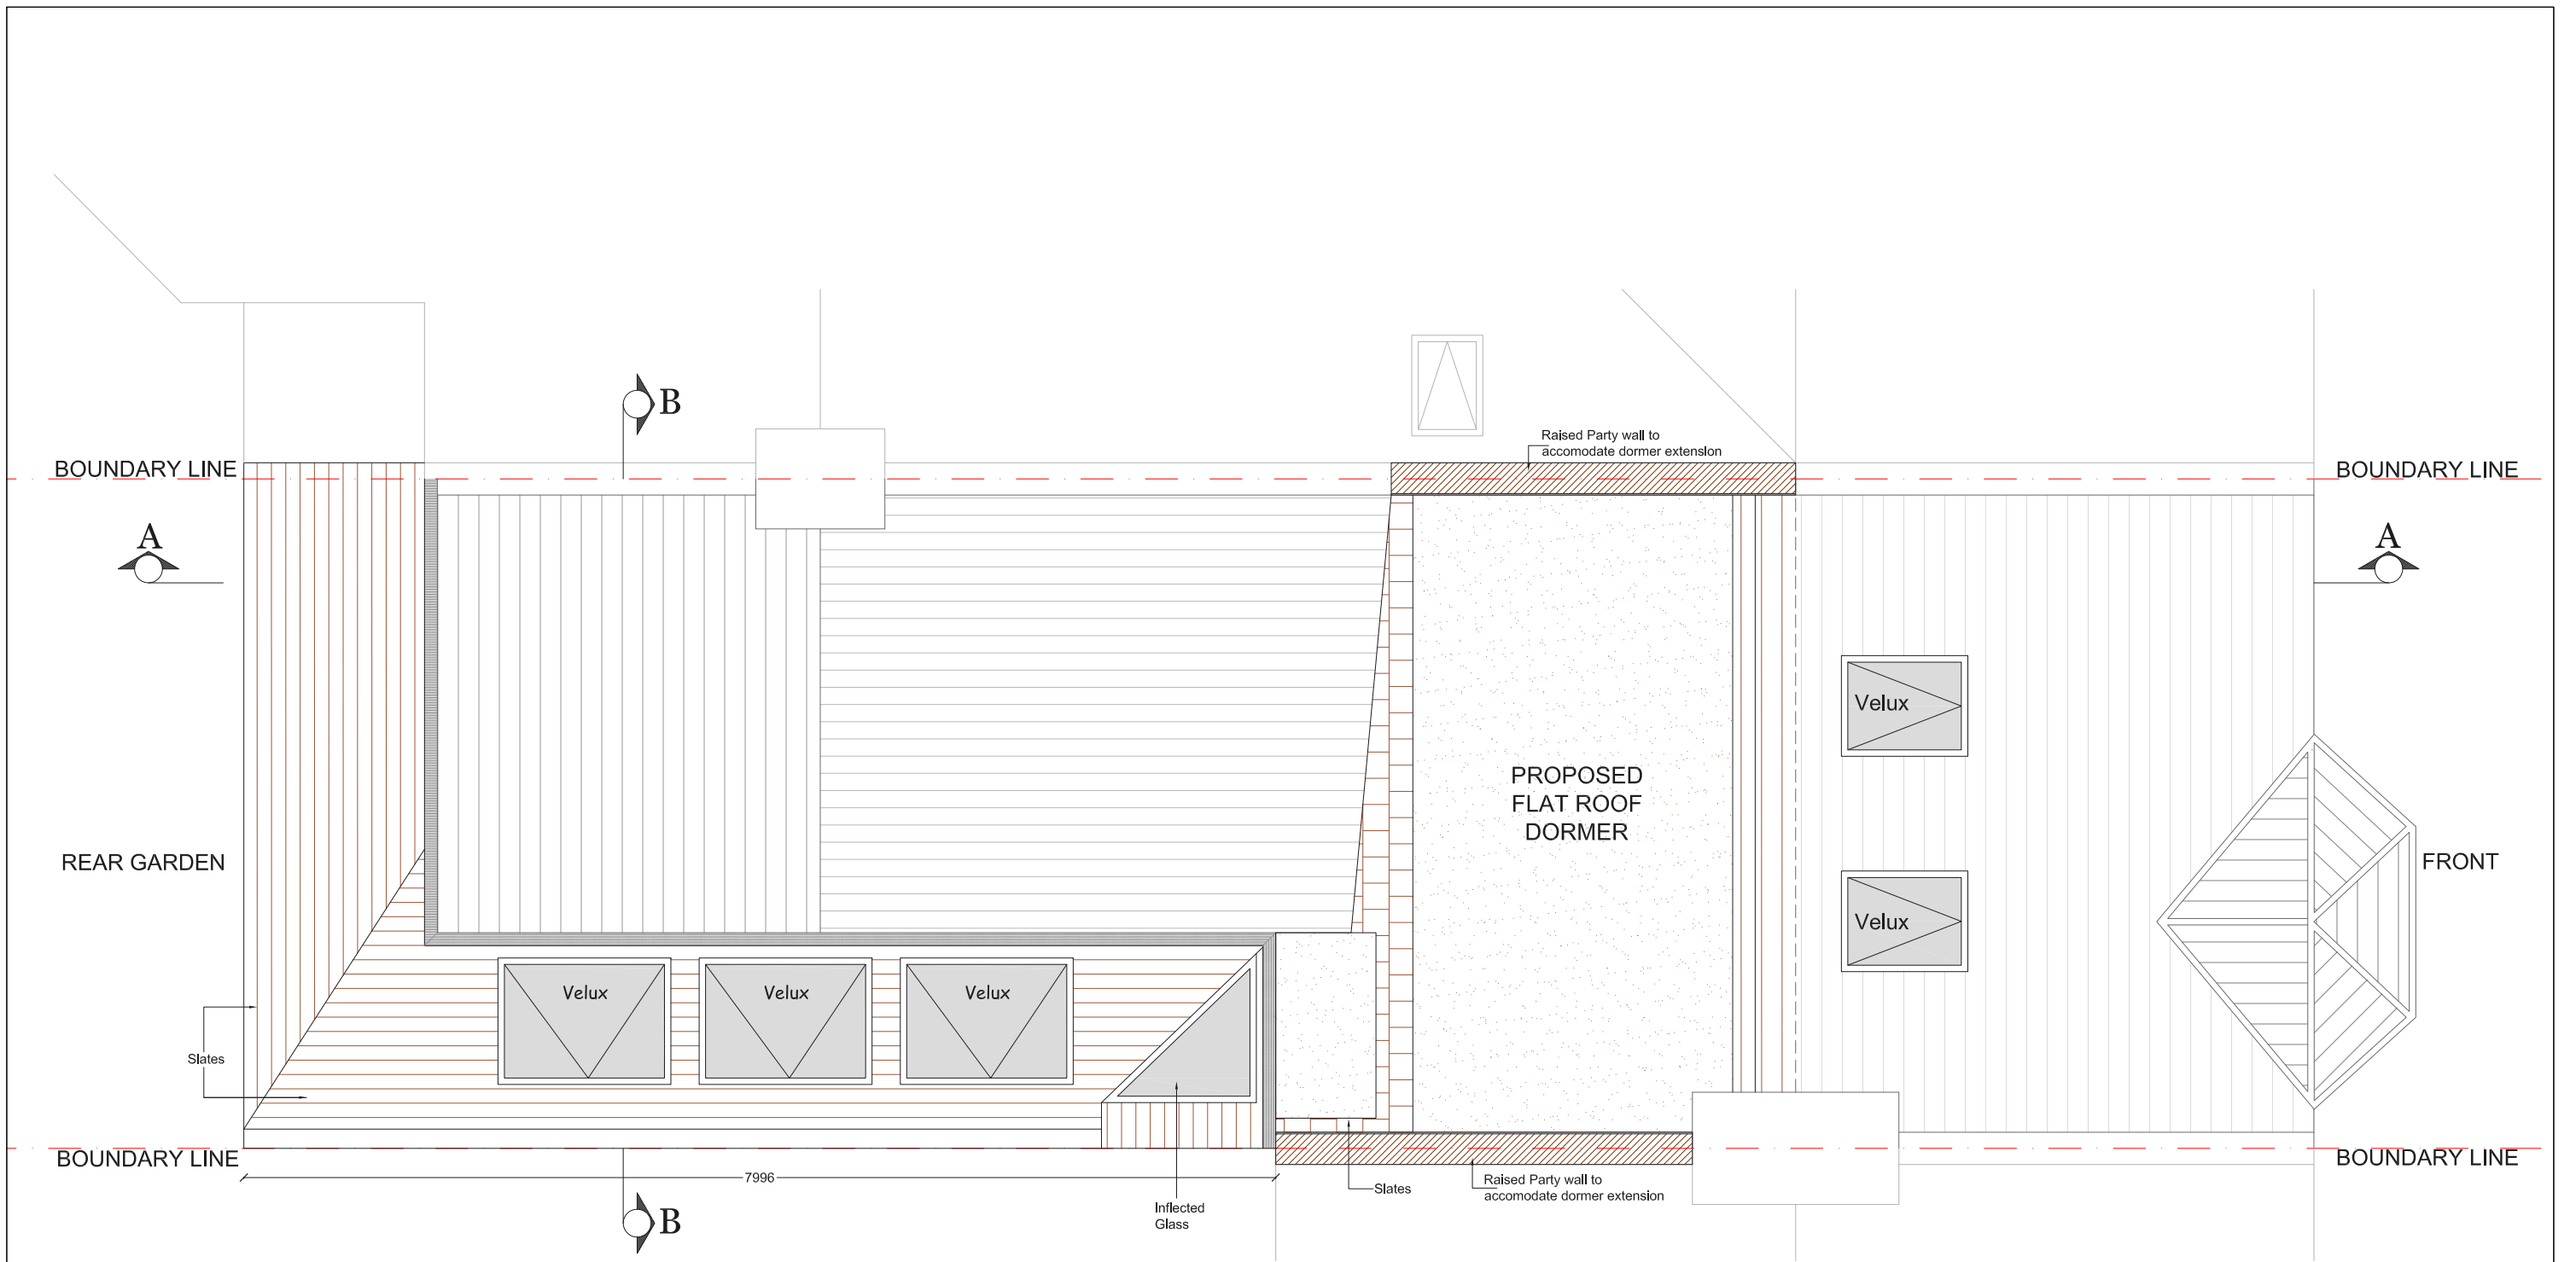 B
Raised Party wall to
accomodate dormer extension
BOUNDARY LINE
BOUNDARY LINE
A
A
Velux
PROPOSED
FLAT ROOF
DORMER
REAR GARDEN
FRONT
Velux
Velux
Velux
Velux
Slates
BOUNDARY LINE
BOUNDARY LINE
7996
Raised Party wall to
accomodate dormer extension
Slates
Inflected
Glass
B